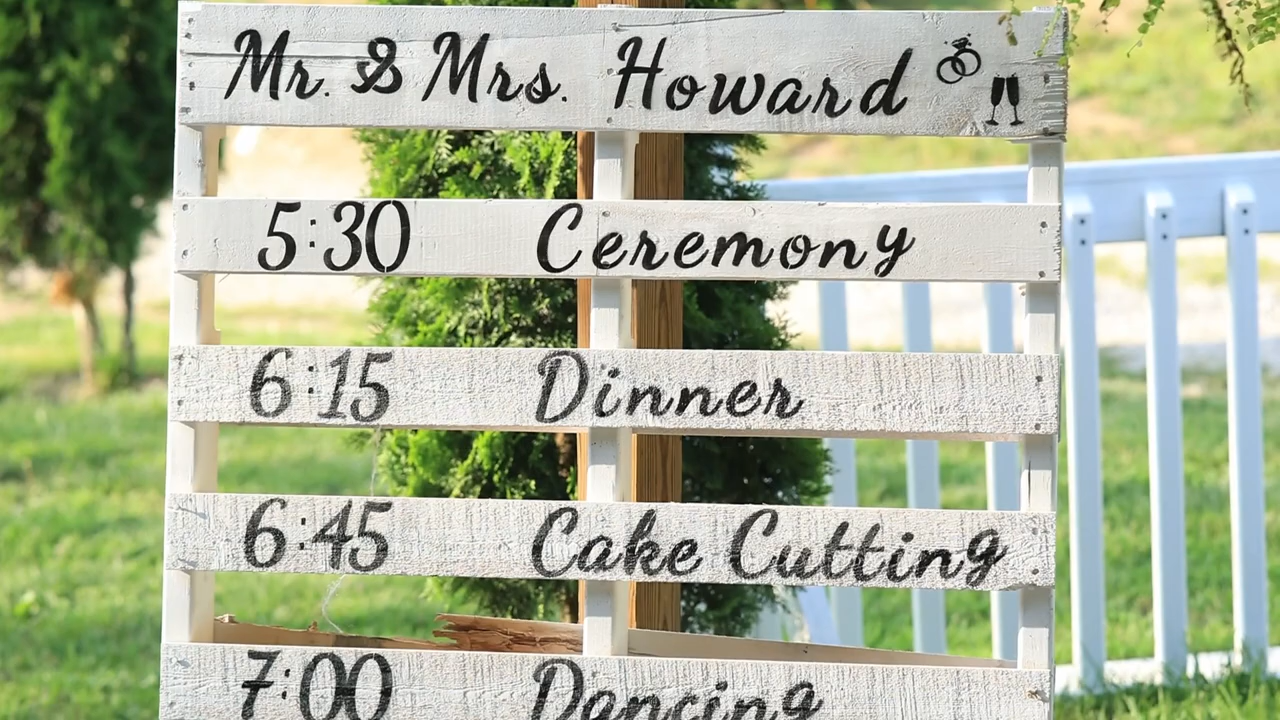 Mr. & Mrs. Howard
5:30 Ceremony
6:15 Dinner
6:45 Cake Cutting
7:00 Dancing